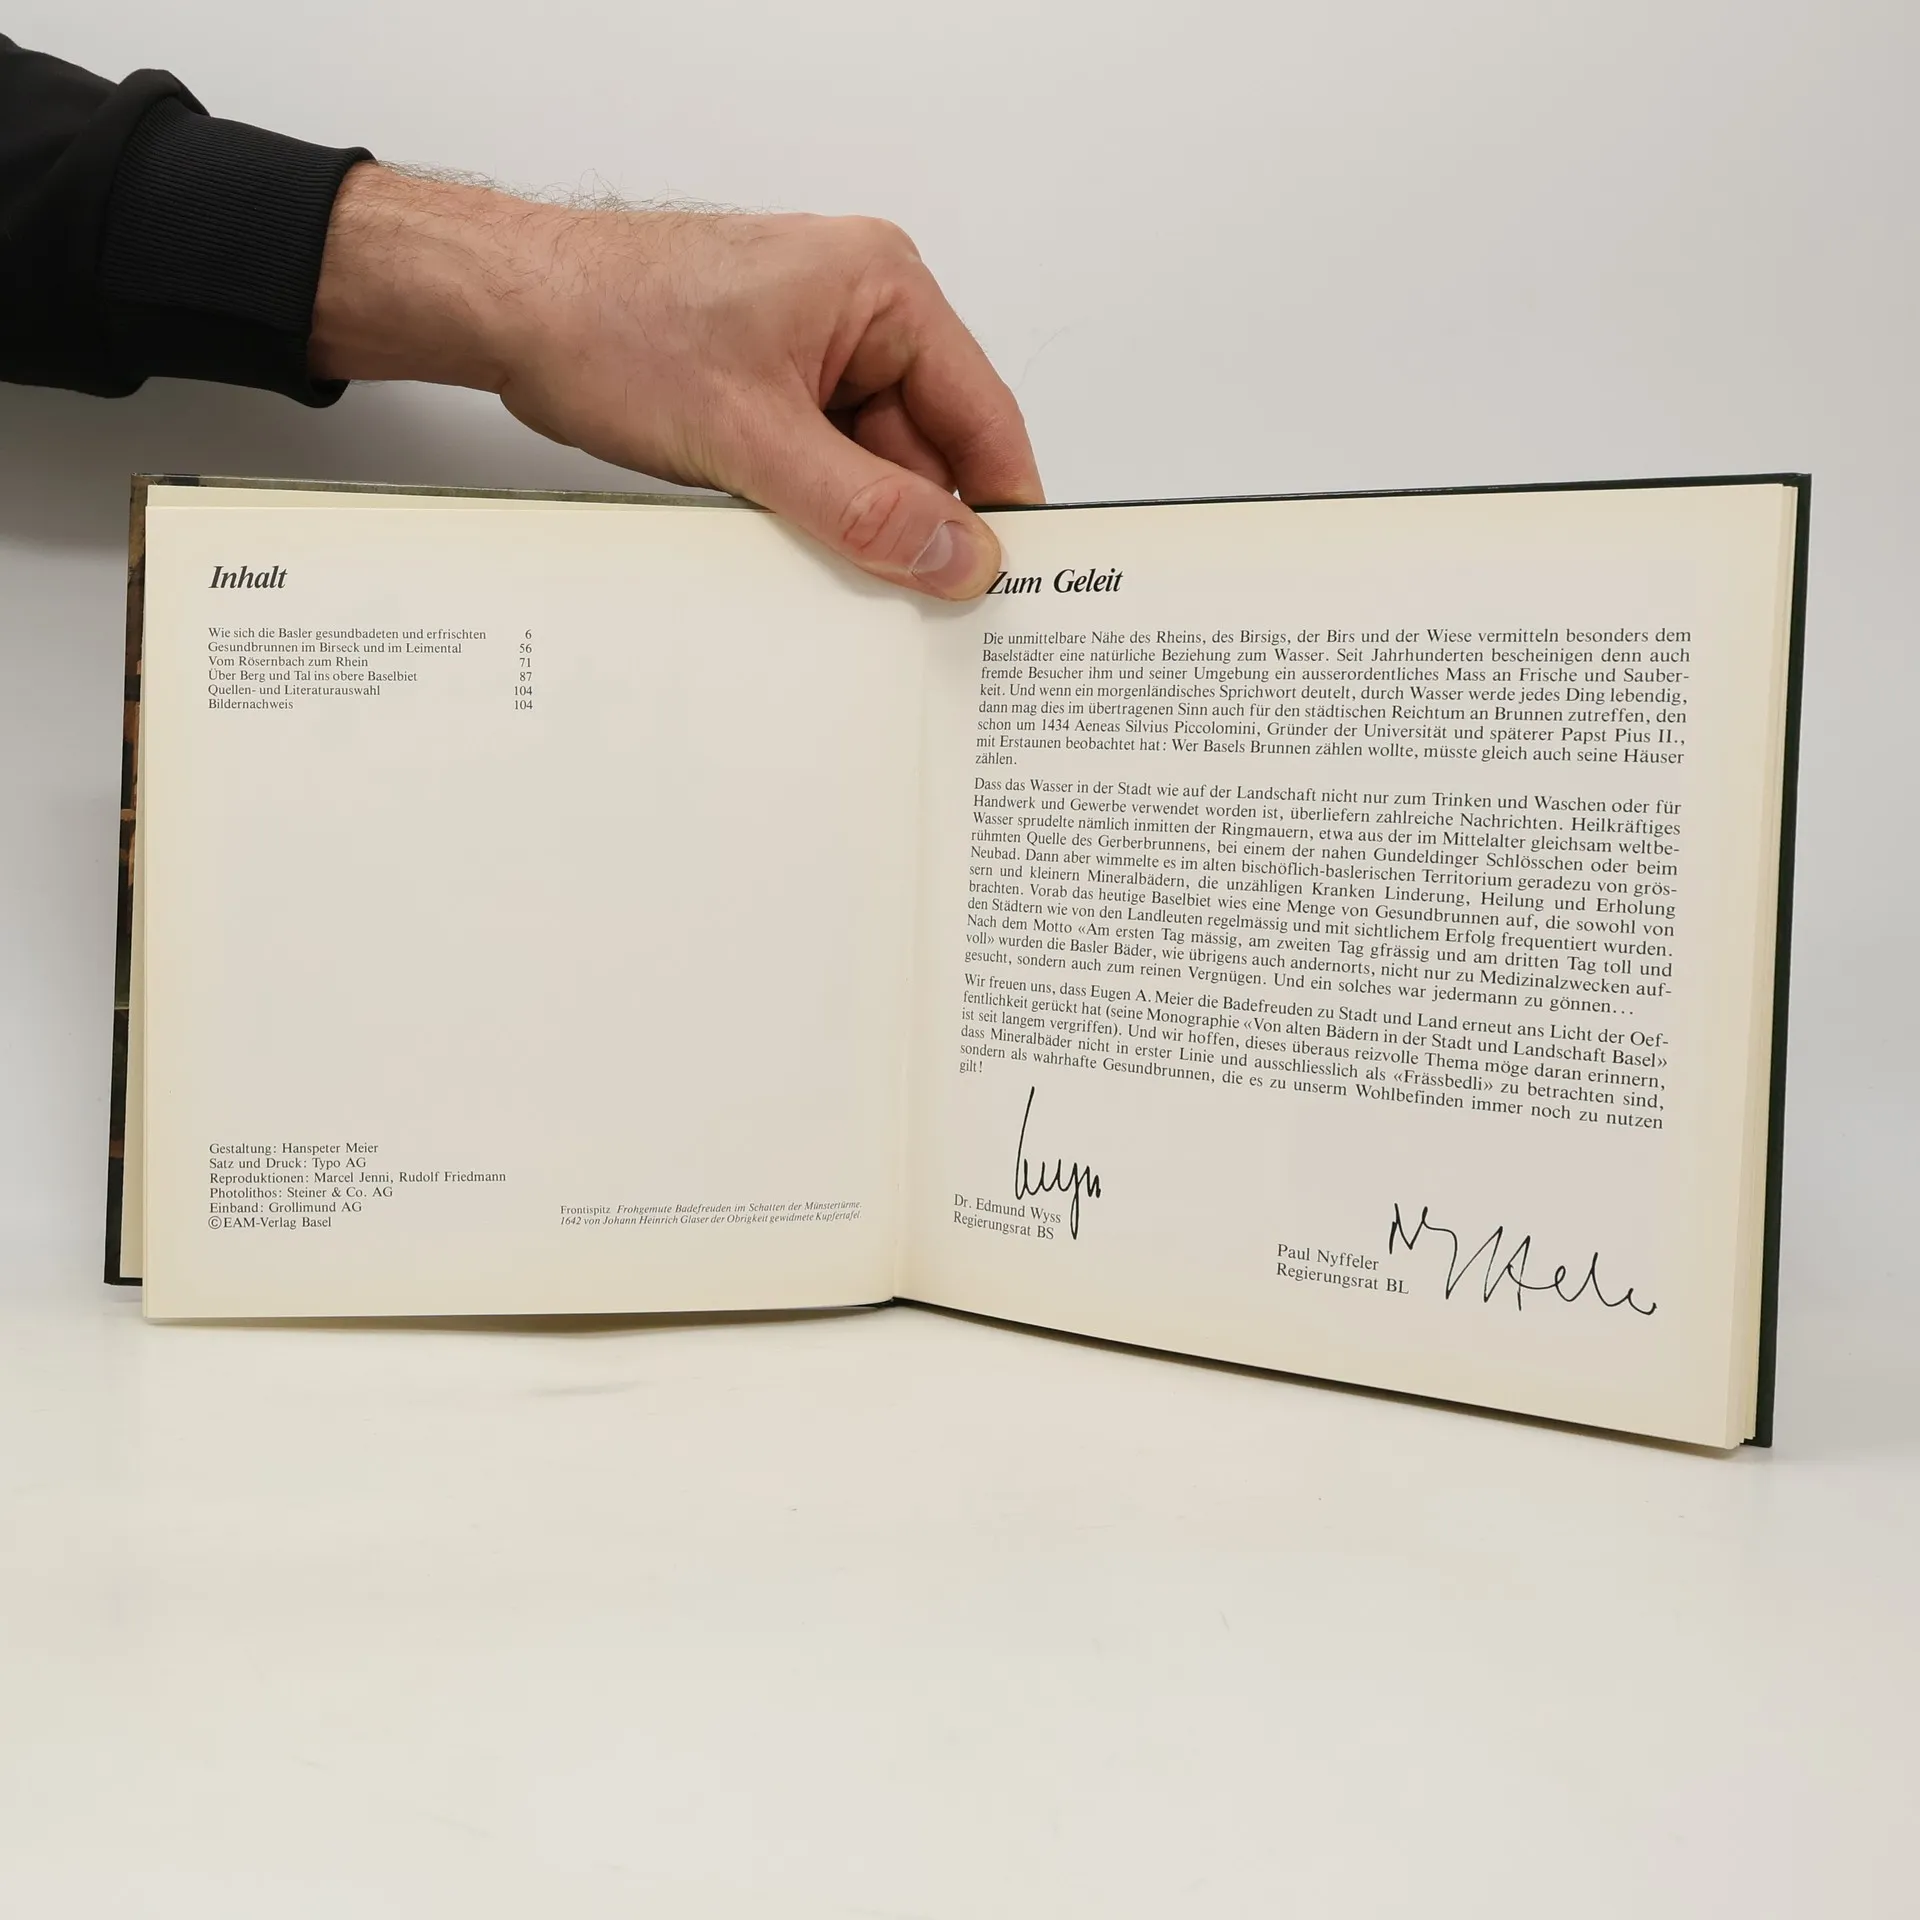 Inhalt
Wie sich die Basler gesundbadeten und erfrischten 6
Gesundbrunnen im Birseck und im Leimental 56
Vom Rösernbach zum Rhein 71
Über Berg und Tal ins obere Baselbiet 87
Quellen- und Literaturauswahl 104
Bildernachweis 104
Gestaltung: Hanspeter Meier
Satz und Druck: Typo AG
Reproduktionen: Marcel Jenni, Rudolf Friedmann
Photolithos: Steiner & Co. AG
Einband: Grollimund AG
©EAM-Verlag Basel
Frontispitz Frohgemute Badefreuden im Schatten der Münstertürme.
1642 von Johann Heinrich Glaser der Obrigkeit gewidmete Kupfertafel.
Zum Geleit
Die unmittelbare Nähe des Rheins, des Birsigs, der Birs und der Wiese vermitteln besonders dem
Baselstädter eine natürliche Beziehung zum Wasser. Seit Jahrhunderten bescheinigen denn auch
fremde Besucher ihm und seiner Umgebung ein ausserordentliches Mass an Frische und Sauber-
keit. Und wenn ein morgenländisches Sprichwort deutelt, durch Wasser werde jedes Ding lebendig,
dann mag dies im übertragenen Sinn auch für den städtischen Reichtum an Brunnen zutreffen, den
schon um 1434 Aeneas Silvius Piccolomini, Gründer der Universität und späterer Papst Pius II.,
mit Erstaunen beobachtet hat: Wer Basels Brunnen zählen wollte, müsste gleich auch seine Häuser
zählen.
Dass das Wasser in der Stadt wie auf der Landschaft nicht nur zum Trinken und Waschen oder für
Handwerk und Gewerbe verwendet worden ist, überliefern zahlreiche Nachrichten. Heilkräftiges
Wasser sprudelte nämlich inmitten der Ringmauern, etwa aus der im Mittelalter gleichsam weltbe-
rühmten Quelle des Gerberbrunnens, bei einem der nahen Gundeldinger Schlösschen oder beim
Neubad. Dann aber wimmelte es im alten bischöflich-baslerischen Territorium geradezu von grös-
sern und kleinern Mineralbädern, die unzähligen Kranken Linderung, Heilung und Erholung
brachten. Vorab das heutige Baselbiet wies eine Menge von Gesundbrunnen auf, die sowohl von
den Städtern wie von den Landleuten regelmässig und mit sichtlichem Erfolg frequentiert wurden.
Nach dem Motto «Am ersten Tag mässig, am zweiten Tag gfrässig und am dritten Tag toll und
voll» wurden die Basler Bäder, wie übrigens auch andernorts, nicht nur zu Medizinalzwecken auf-
gesucht, sondern auch zum reinen Vergnügen. Und ein solches war jedermann zu gönnen...
Wir freuen uns, dass Eugen A. Meier die Badefreuden zu Stadt und Land erneut ans Licht der Oef-
fentlichkeit gerückt hat (seine Monographie «Von alten Bädern in der Stadt und Landschaft Basel»
ist seit langem vergriffen). Und wir hoffen, dieses überaus reizvolle Thema möge daran erinnern,
dass Mineralbäder nicht in erster Linie und ausschliesslich als «Frässbedli» zu betrachten sind,
sondern als wahrhafte Gesundbrunnen, die es zu unserm Wohlbefinden immer noch zu nutzen
gilt!
Wyss
Dr. Edmund Wyss
Regierungsrat BS
Nyffeler
Paul Nyffeler
Regierungsrat BL